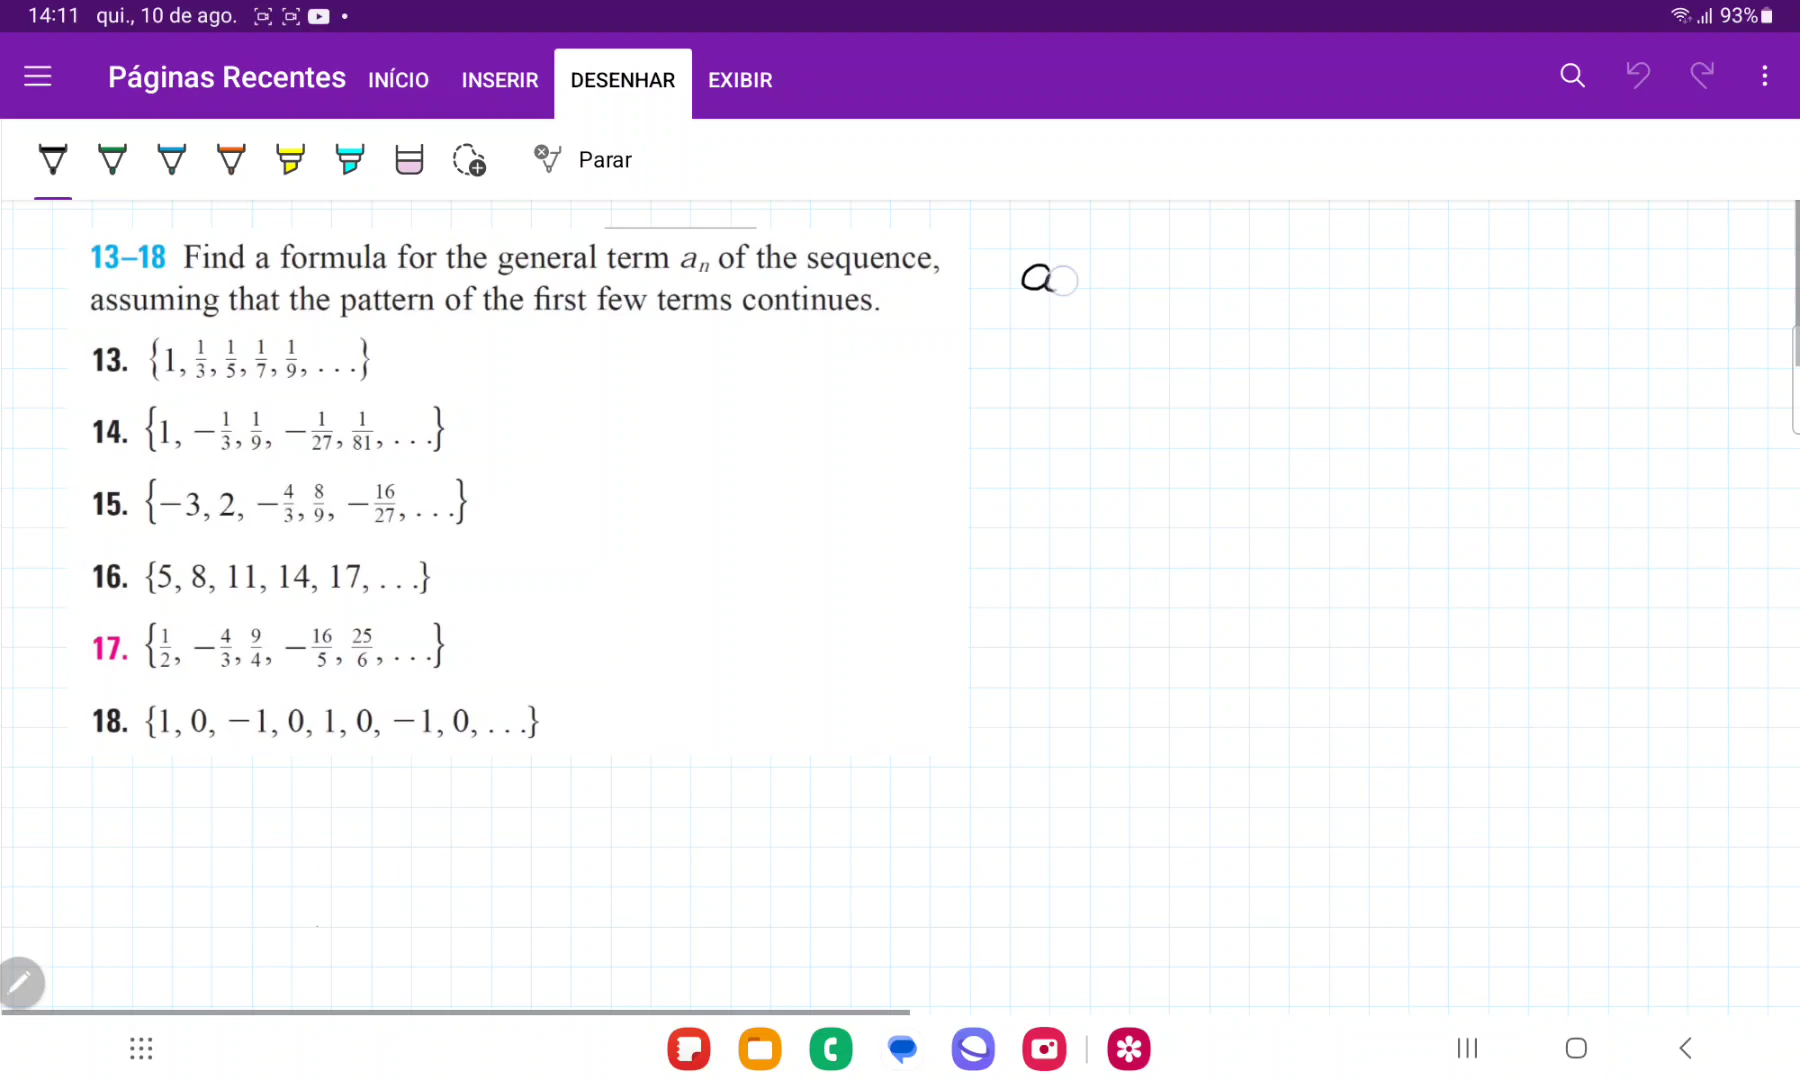 14:11 qui., 10 de ago. 93%
Páginas Recentes INÍCIO INSERIR DESENHAR EXIBIR
Parar
13–18 Find a formula for the general term aₙ of the sequence,
assuming that the pattern of the first few terms continues.
13. {1, 1/3, 1/5, 1/7, 1/9, . . .}
14. {1, −1/3, 1/9, −1/27, 1/81, . . .}
15. {−3, 2, −4/3, 8/9, −16/27, . . .}
16. {5, 8, 11, 14, 17, . . .}
17. {1/2, −4/3, 9/4, −16/5, 25/6, . . .}
18. {1, 0, −1, 0, 1, 0, −1, 0, . . .}
a